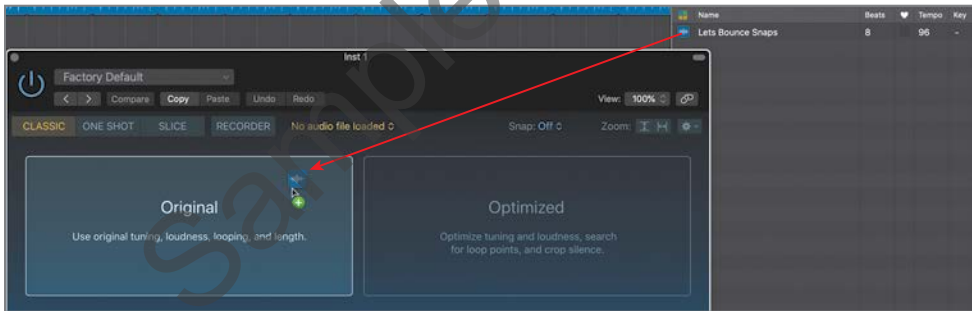 Name Beats Tempo Key
Lets Bounce Snaps 8 96 -
Inst 1
Factory Default
Compare Copy Paste Undo Redo View: 100%
CLASSIC ONE SHOT SLICE RECORDER No audio file loaded Snap: Off Zoom:
Original
Use original tuning, loudness, looping, and length.
Optimized
Optimize tuning and loudness, search
for loop points, and crop silence.
Sample